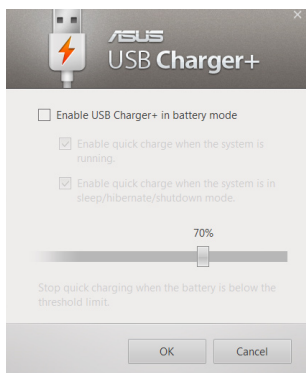 ASUS
USB Charger+
Enable USB Charger+ in battery mode
Enable quick charge when the system is
running.
Enable quick charge when the system is in
sleep/hibernate/shutdown mode.
70%
Stop quick charging when the battery is below the
threshold limit.
OK Cancel